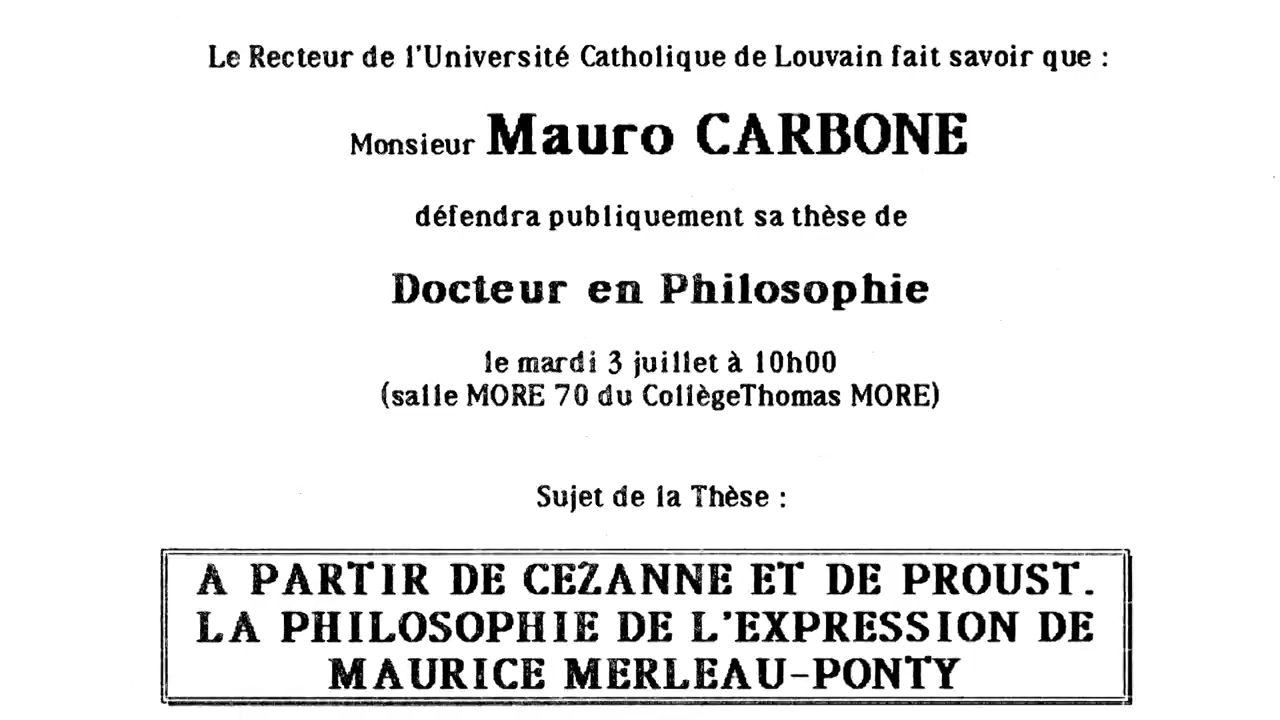 Le Recteur de l'Université Catholique de Louvain fait savoir que :
Monsieur Mauro CARBONE
défendra publiquement sa thèse de
Docteur en Philosophie
le mardi 3 juillet à 10h00
(salle MORE 70 du CollègeThomas MORE)
Sujet de la Thèse :
A PARTIR DE CEZANNE ET DE PROUST.
LA PHILOSOPHIE DE L'EXPRESSION DE
MAURICE MERLEAU-PONTY